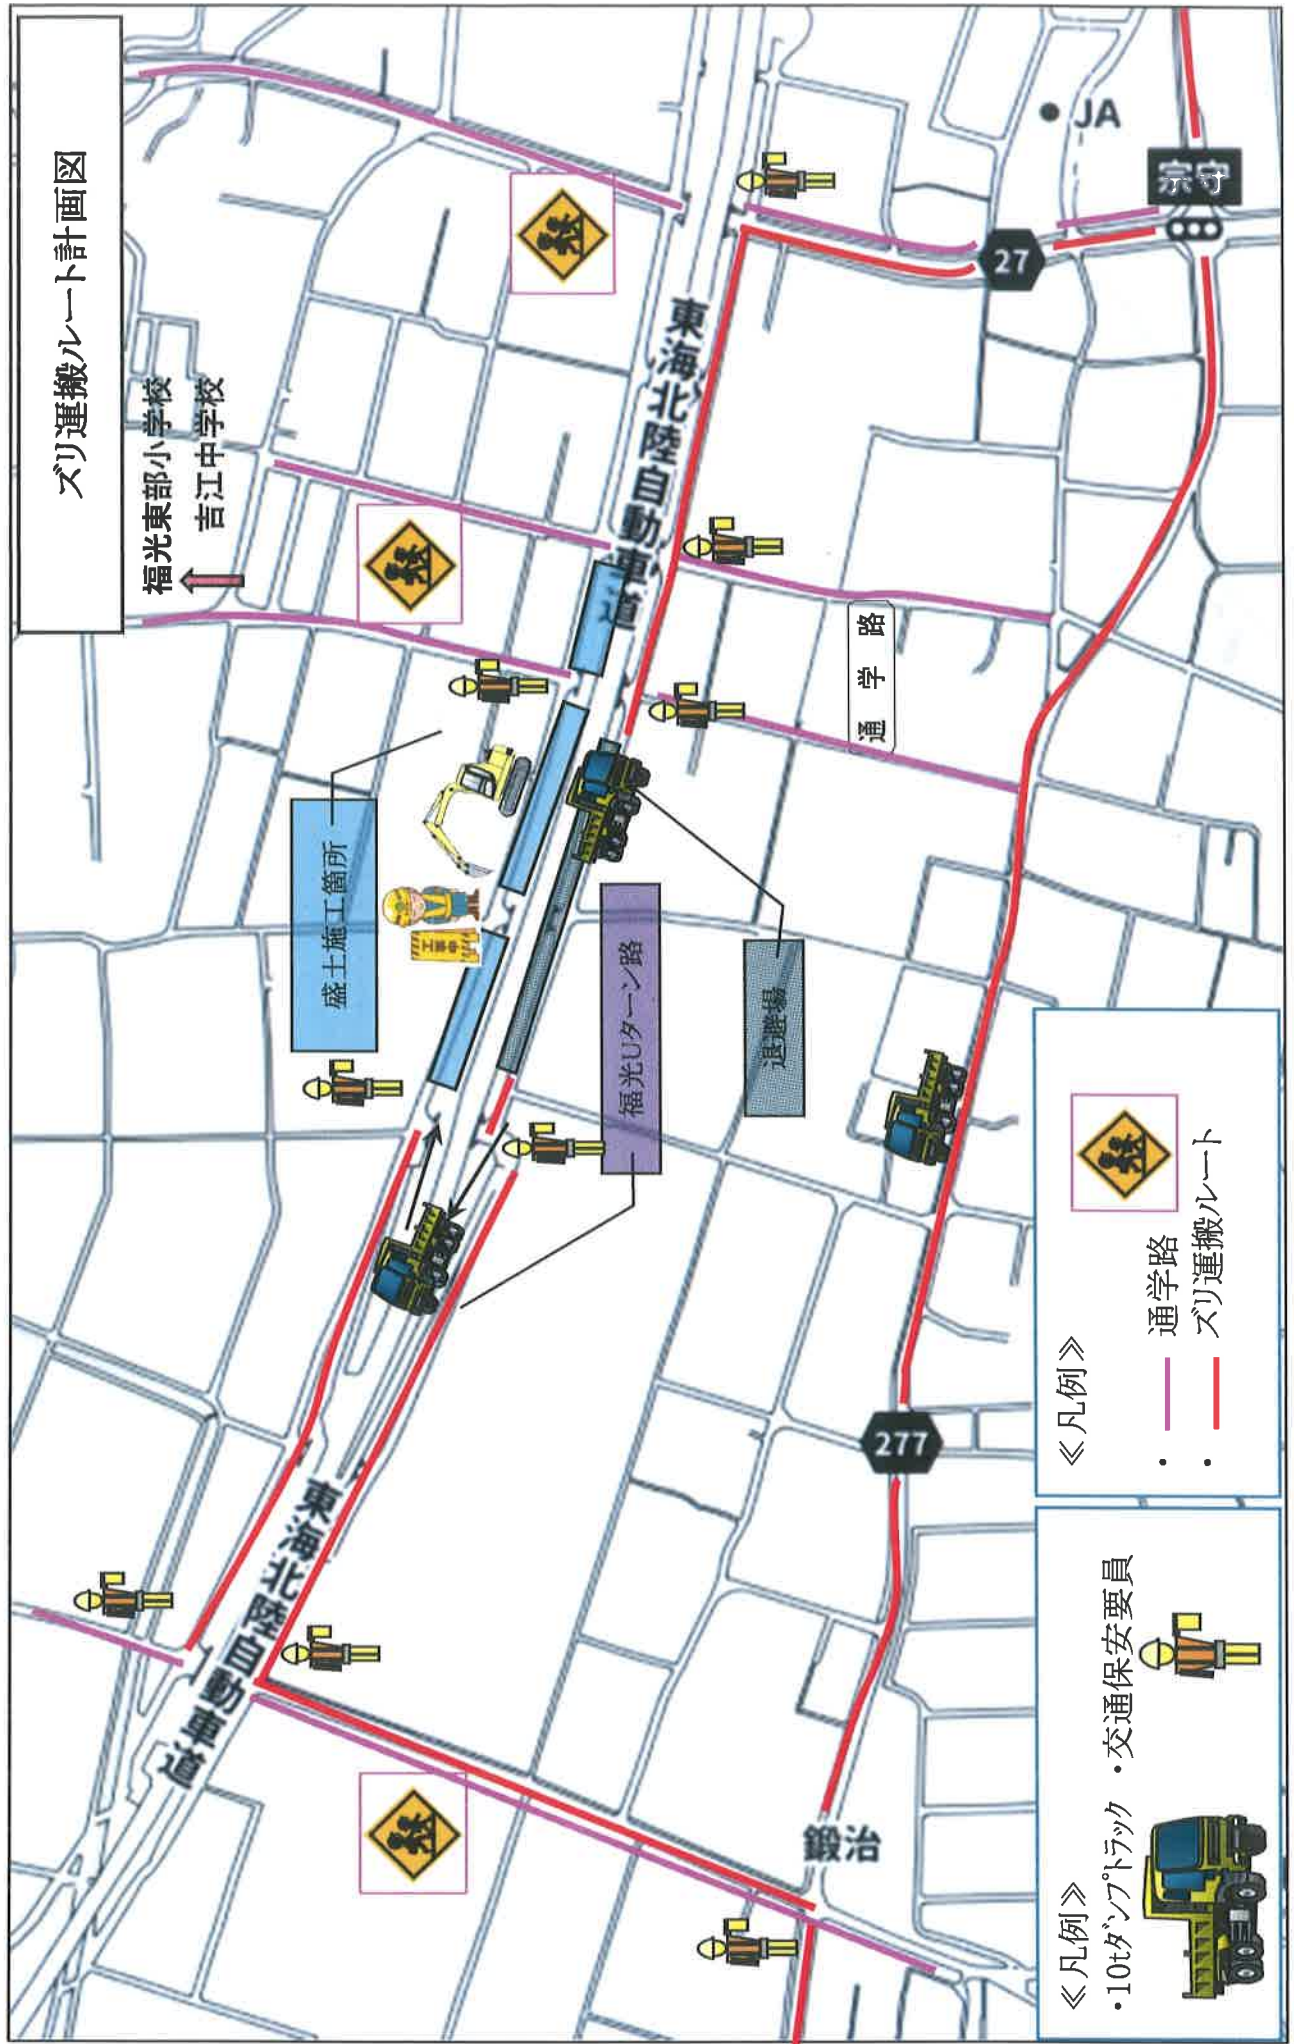 ズリ運搬ルート計画図
福光東部小学校
吉江中学校
JA
宗守
27
東海北陸自動車道
通学路
盛土施工箇所
福光Uターン路
退避場
277
東海北陸自動車道
鍛治
≪凡例≫
・10tダンプトラック ・交通保安要員
≪凡例≫
・ 通学路
・ ズリ運搬ルート